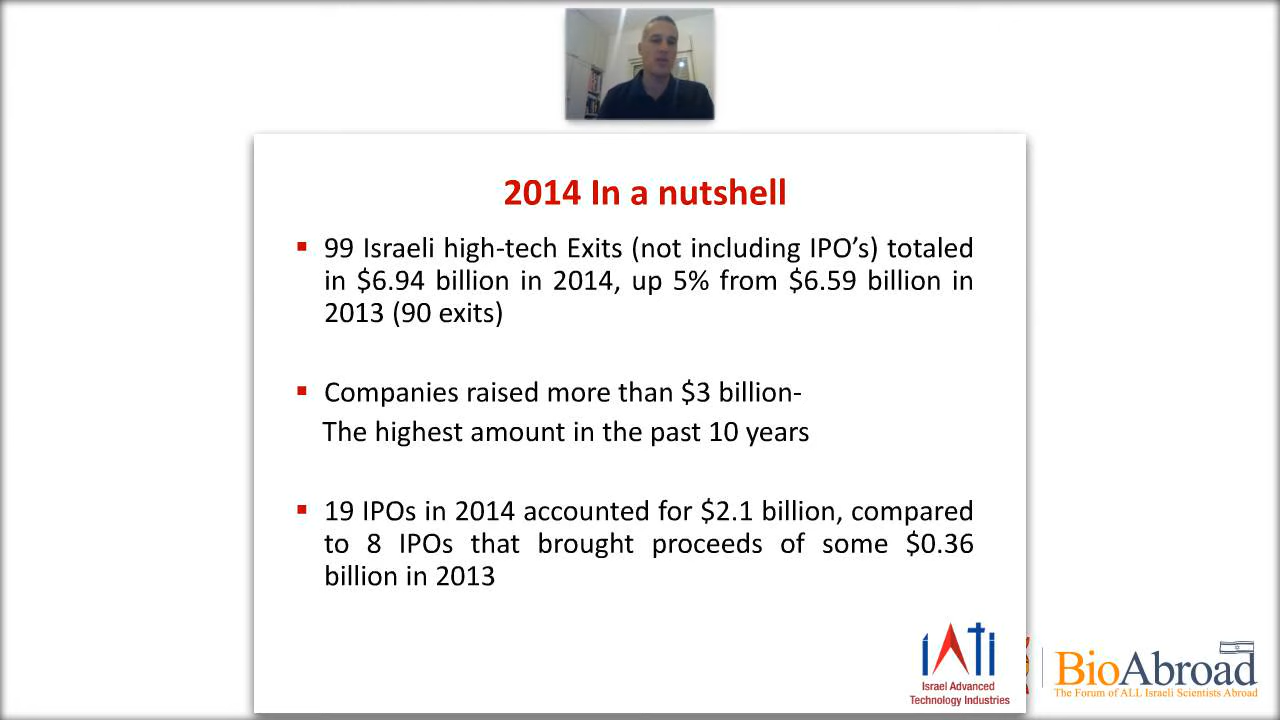 2014 In a nutshell
▪ 99 Israeli high-tech Exits (not including IPO’s) totaled
in $6.94 billion in 2014, up 5% from $6.59 billion in
2013 (90 exits)
▪ Companies raised more than $3 billion-
The highest amount in the past 10 years
▪ 19 IPOs in 2014 accounted for $2.1 billion, compared
to 8 IPOs that brought proceeds of some $0.36
billion in 2013
IATI
Israel Advanced
Technology Industries
BioAbroad
The Forum of ALL Israeli Scientists Abroad